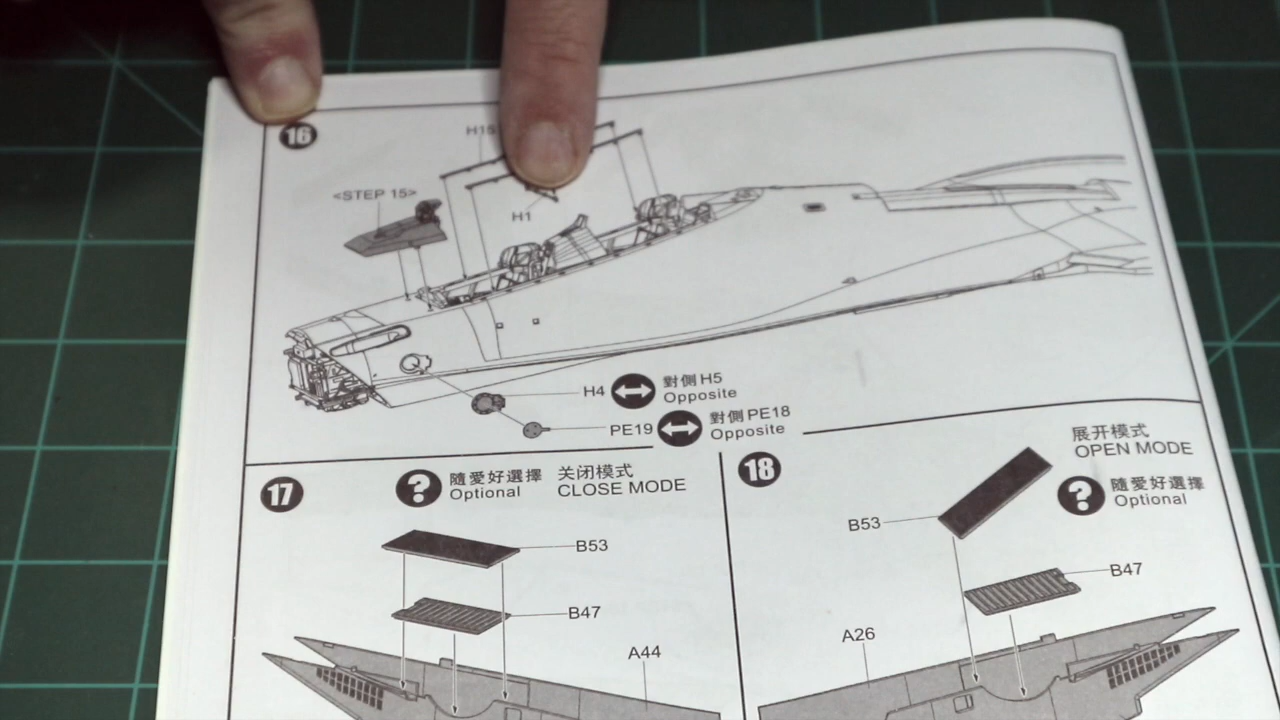 16
H15
<STEP 15>
H1
H4
對側 H5
Opposite
PE19
對側 PE18
Opposite
17
?
隨愛好選擇
Optional
关闭模式
CLOSE MODE
B53
B47
A44
18
展开模式
OPEN MODE
?
隨愛好選擇
Optional
B53
B47
A26